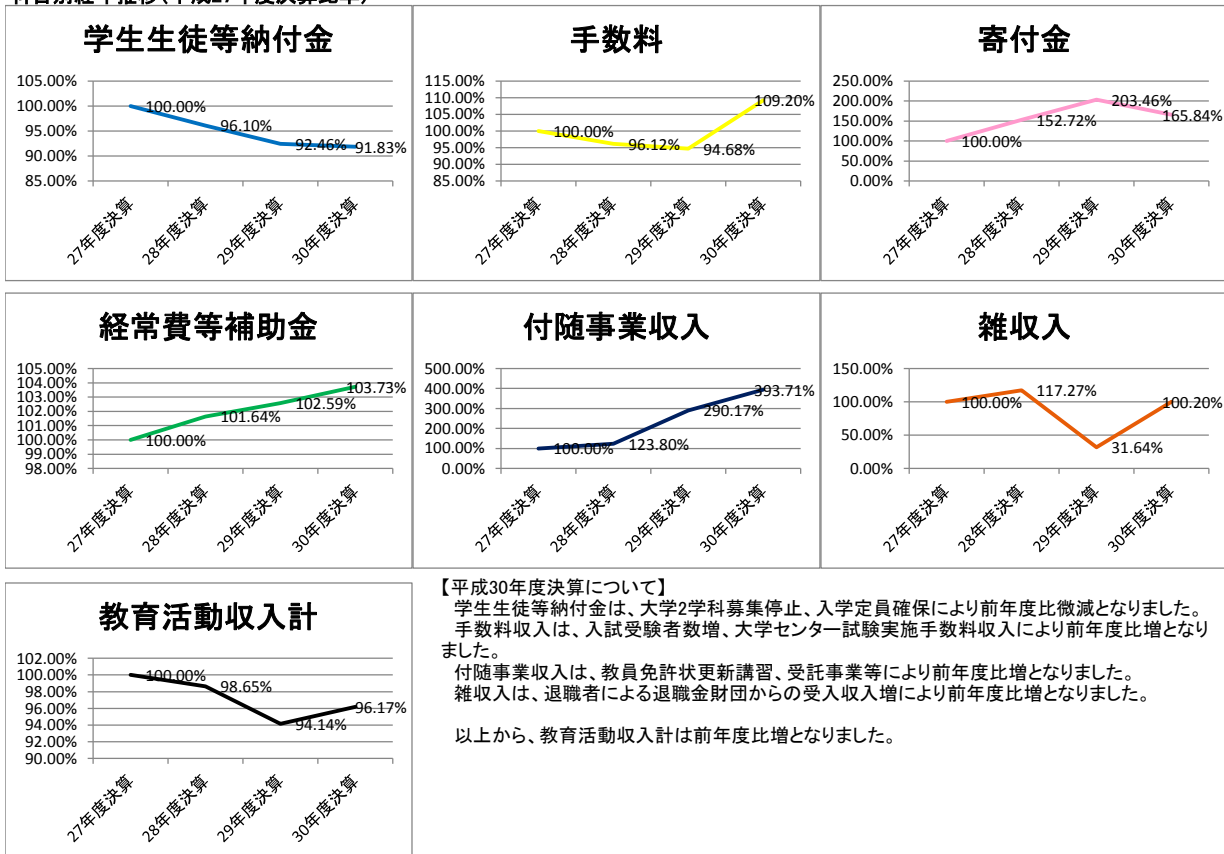 学生生徒等納付金
105.00%
100.00%
95.00%
90.00%
85.00%
100.00%
96.10%
92.46%
91.83%
27年度決算
28年度決算
29年度決算
30年度決算
手数料
115.00%
110.00%
105.00%
100.00%
95.00%
90.00%
85.00%
100.00%
96.12%
94.68%
109.20%
27年度決算
28年度決算
29年度決算
30年度決算
寄付金
250.00%
200.00%
150.00%
100.00%
50.00%
0.00%
100.00%
152.72%
203.46%
165.84%
27年度決算
28年度決算
29年度決算
30年度決算
経常費等補助金
105.00%
104.00%
103.00%
102.00%
101.00%
100.00%
99.00%
98.00%
100.00%
101.64%
102.59%
103.73%
27年度決算
28年度決算
29年度決算
30年度決算
付随事業収入
500.00%
400.00%
300.00%
200.00%
100.00%
0.00%
100.00%
123.80%
290.17%
393.71%
27年度決算
28年度決算
29年度決算
30年度決算
雑収入
150.00%
100.00%
50.00%
0.00%
100.00%
117.27%
31.64%
100.20%
27年度決算
28年度決算
29年度決算
30年度決算
教育活動収入計
102.00%
100.00%
98.00%
96.00%
94.00%
92.00%
90.00%
100.00%
98.65%
94.14%
96.17%
27年度決算
28年度決算
29年度決算
30年度決算
【平成30年度決算について】
学生生徒等納付金は、大学2学科募集停止、入学定員確保により前年度比微減となりました。
手数料収入は、入試受験者数増、大学センター試験実施手数料収入により前年度比増となり
ました。
付随事業収入は、教員免許状更新講習、受託事業等により前年度比増となりました。
雑収入は、退職者による退職金財団からの受入収入増により前年度比増となりました。
以上から、教育活動収入計は前年度比増となりました。